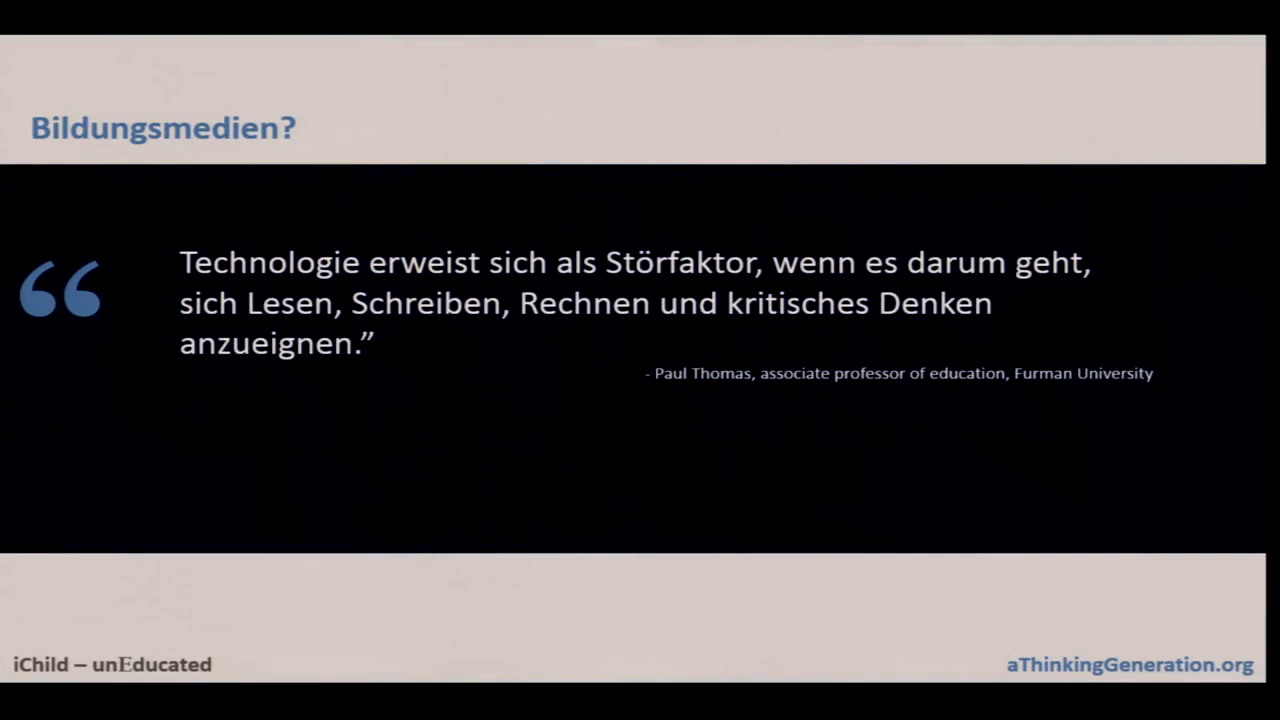 Bildungsmedien?
“
Technologie erweist sich als Störfaktor, wenn es darum geht,
sich Lesen, Schreiben, Rechnen und kritisches Denken
anzueignen.”
- Paul Thomas, associate professor of education, Furman University
iChild – unEducated
aThinkingGeneration.org